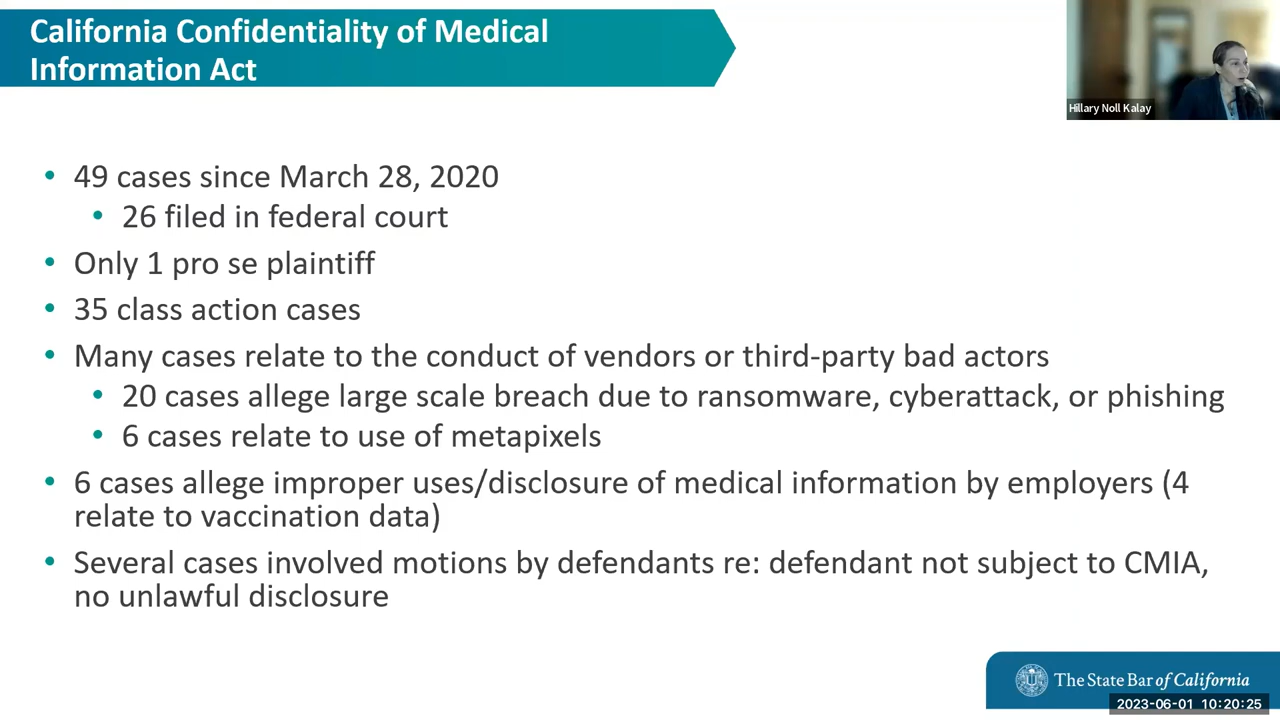 California Confidentiality of Medical
Information Act
Hillary Noll Kalay
• 49 cases since March 28, 2020
• 26 filed in federal court
• Only 1 pro se plaintiff
• 35 class action cases
• Many cases relate to the conduct of vendors or third-party bad actors
• 20 cases allege large scale breach due to ransomware, cyberattack, or phishing
• 6 cases relate to use of metapixels
• 6 cases allege improper uses/disclosure of medical information by employers (4
relate to vaccination data)
• Several cases involved motions by defendants re: defendant not subject to CMIA,
no unlawful disclosure
The State Bar of California
2023-06-01 10:20:25